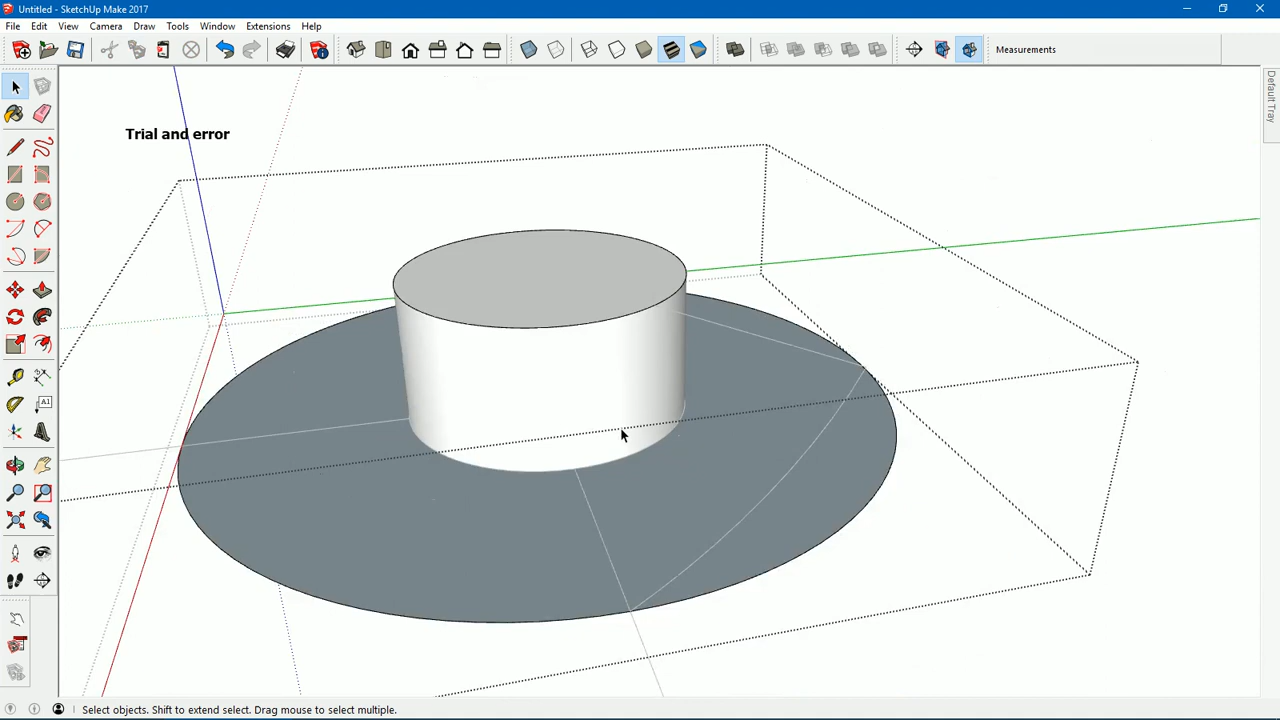 Untitled - SketchUp Make 2017
File Edit View Camera Draw Tools Window Extensions Help
Measurements
Default Tray
Trial and error
A1
Select objects. Shift to extend select. Drag mouse to select multiple.